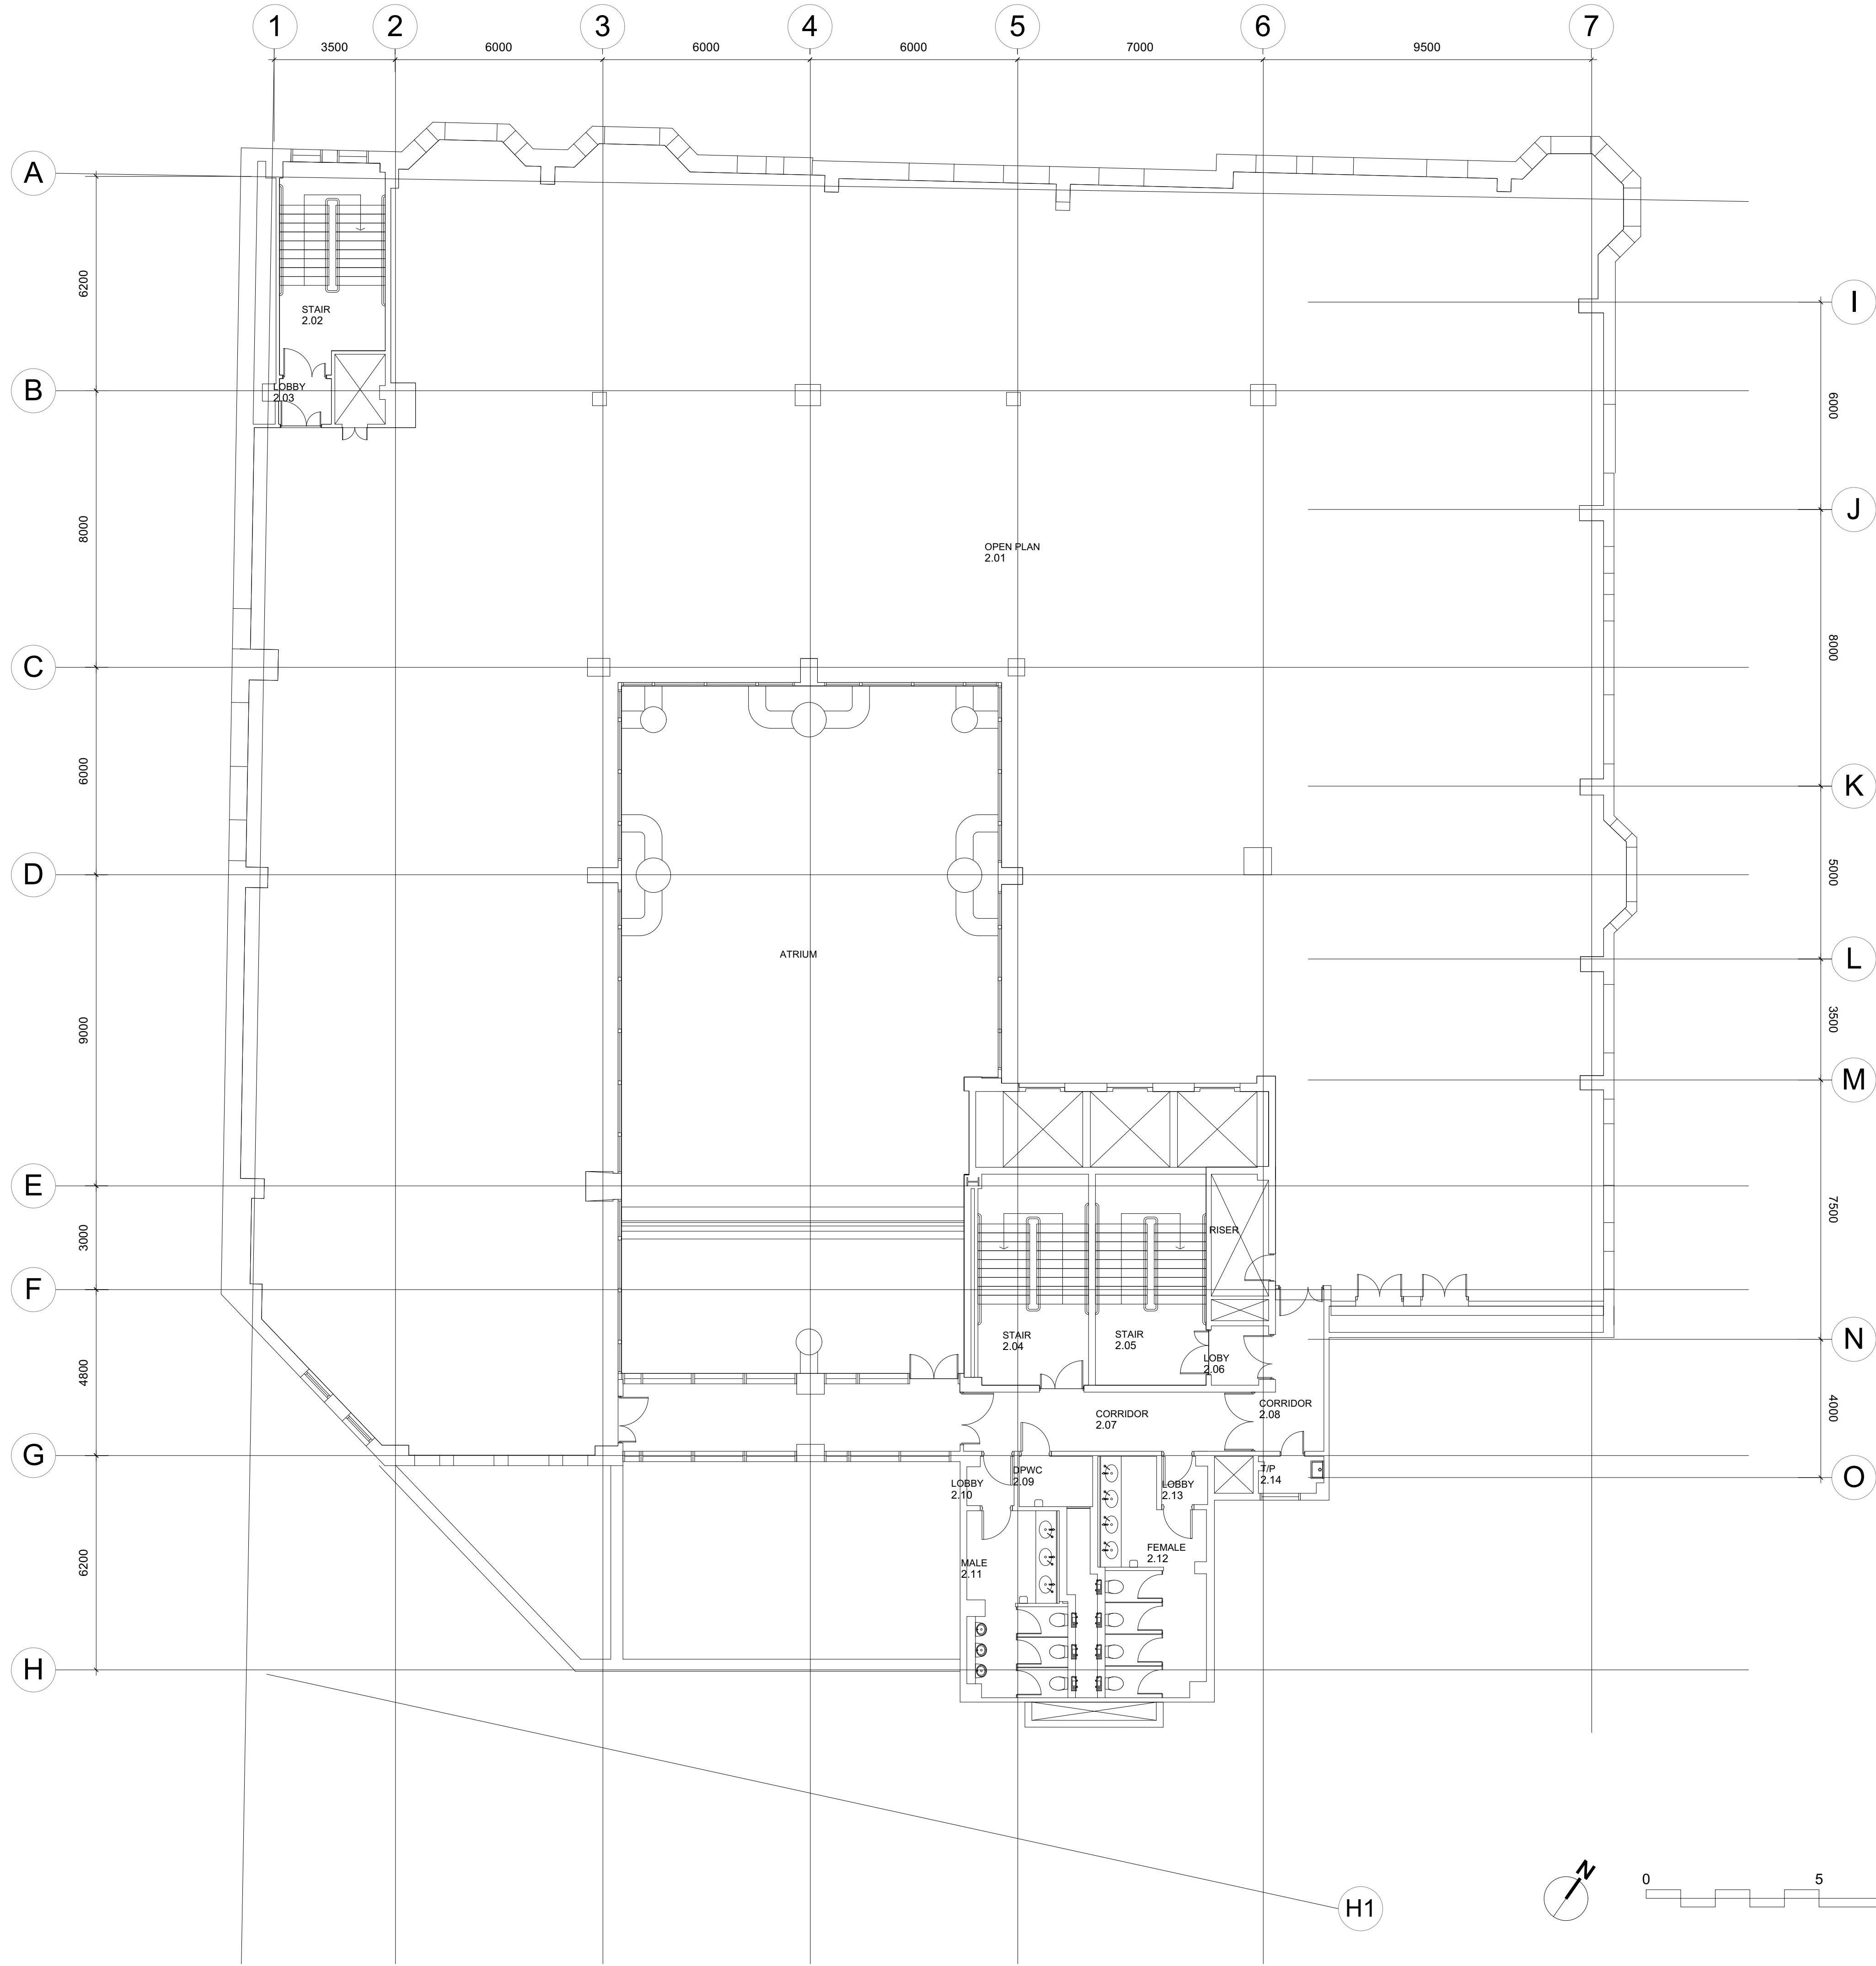 1
2
3
4
5
6
7
3500
6000
6000
6000
7000
9500
A
6200
I
STAIR
2.02
B
LOBBY
2.03
6000
8000
J
OPEN PLAN
2.01
8000
C
6000
K
D
5000
ATRIUM
L
9000
3500
M
E
7500
3000
RISER
F
STAIR
2.04
STAIR
2.05
N
LOBY
2.06
4800
CORRIDOR
2.07
CORRIDOR
2.08
4000
G
LOBBY
2.10
DPWC
2.09
LOBBY
2.13
T/P
2.14
O
6200
MALE
2.11
FEMALE
2.12
H
H1
N
0
5